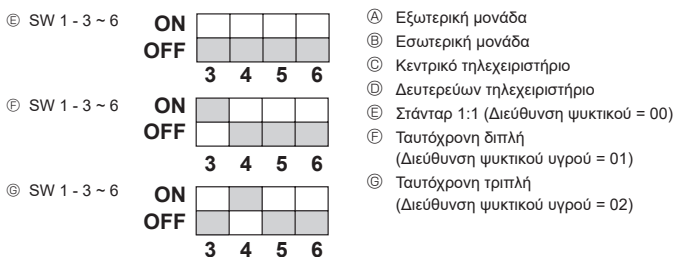 Ⓔ SW 1 - 3 ~ 6
ON
OFF
3 4 5 6
Ⓕ SW 1 - 3 ~ 6
ON
OFF
3 4 5 6
Ⓖ SW 1 - 3 ~ 6
ON
OFF
3 4 5 6
Ⓐ Εξωτερική μονάδα
Ⓑ Εσωτερική μονάδα
Ⓒ Κεντρικό τηλεχειριστήριο
Ⓓ Δευτερεύων τηλεχειριστήριο
Ⓔ Στάνταρ 1:1 (Διεύθυνση ψυκτικού = 00)
Ⓕ Ταυτόχρονη διπλή
(Διεύθυνση ψυκτικού υγρού = 01)
Ⓖ Ταυτόχρονη τριπλή
(Διεύθυνση ψυκτικού υγρού = 02)